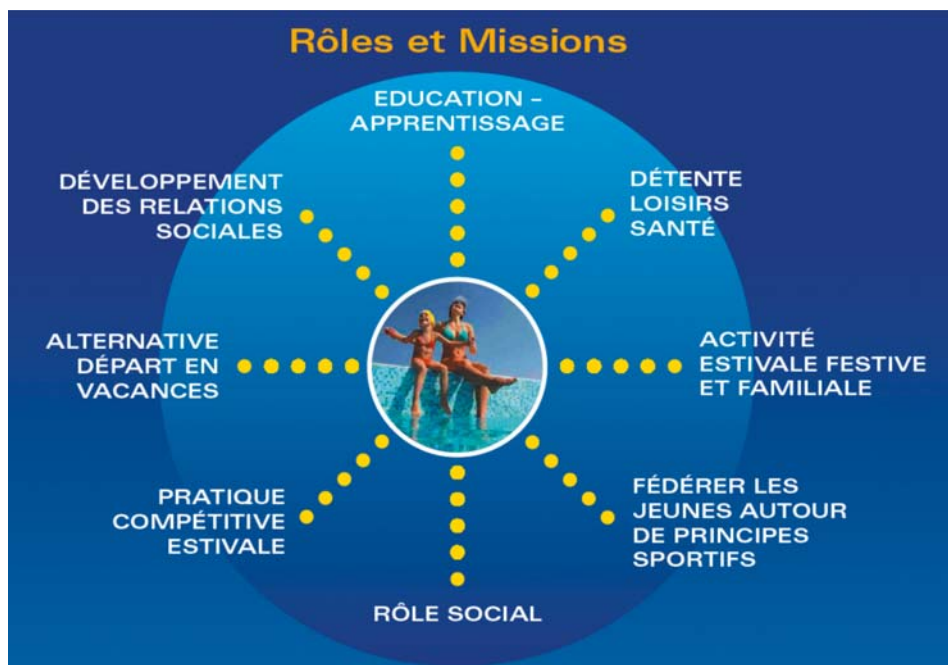 Rôles et Missions
EDUCATION –
APPRENTISSAGE
DÉTENTE
LOISIRS
SANTÉ
ACTIVITÉ
ESTIVALE FESTIVE
ET FAMILIALE
FÉDÉRER LES
JEUNES AUTOUR
DE PRINCIPES
SPORTIFS
RÔLE SOCIAL
PRATIQUE
COMPÉTITIVE
ESTIVALE
ALTERNATIVE
DÉPART EN
VACANCES
DÉVELOPPEMENT
DES RELATIONS
SOCIALES